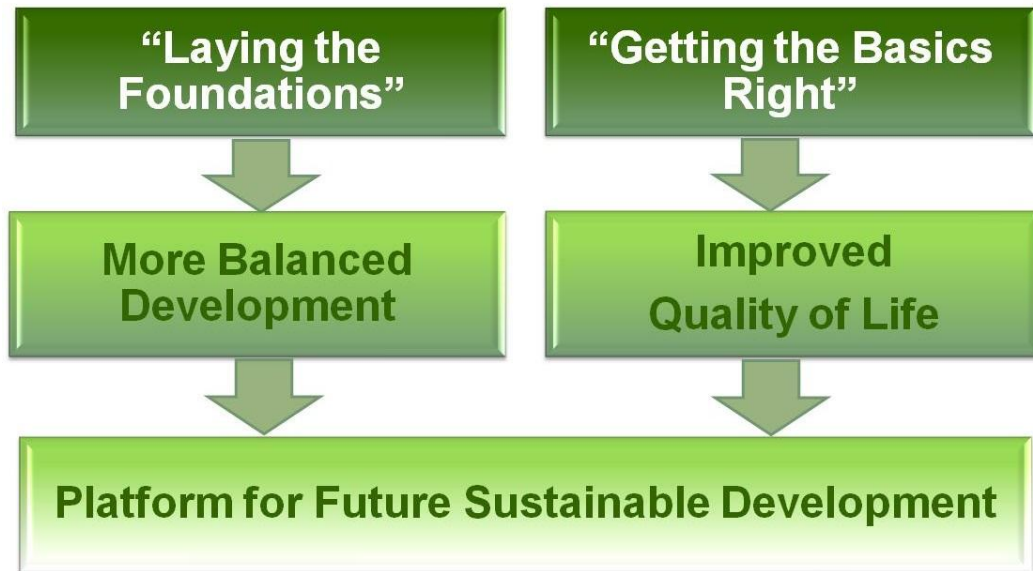 “Laying the
Foundations”
“Getting the Basics
Right”
More Balanced
Development
Improved
Quality of Life
Platform for Future Sustainable Development